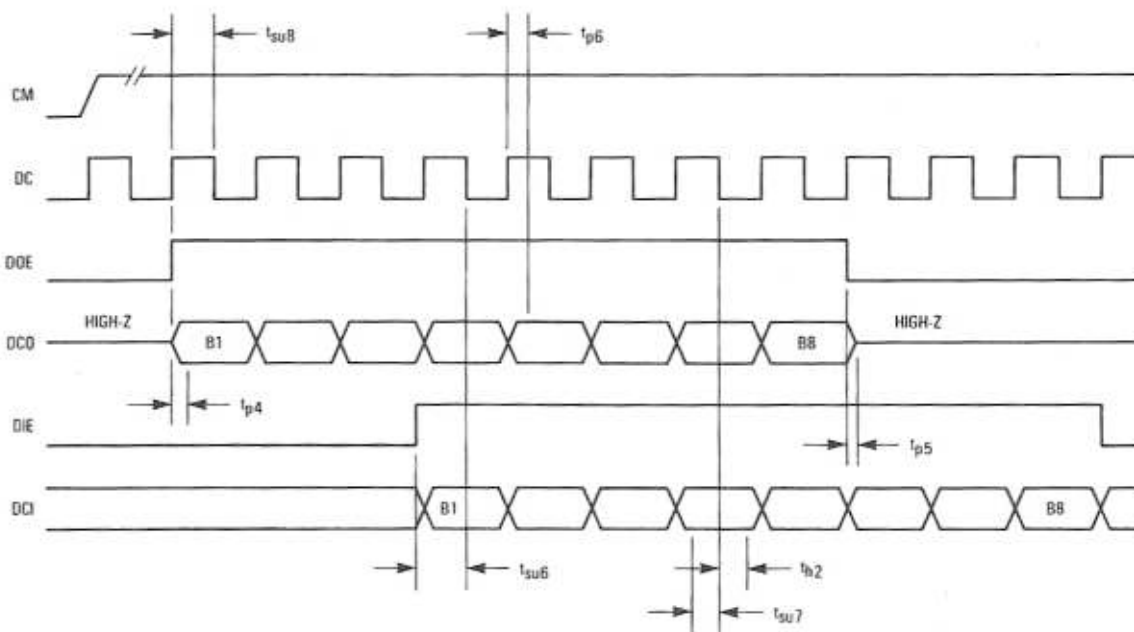 tsu8
tp6
CM
DC
DOE
HIGH-Z
HIGH-Z
DCO
B1
B8
tp4
DIE
tp5
DCI
B1
B8
tsu6
th2
tsu7